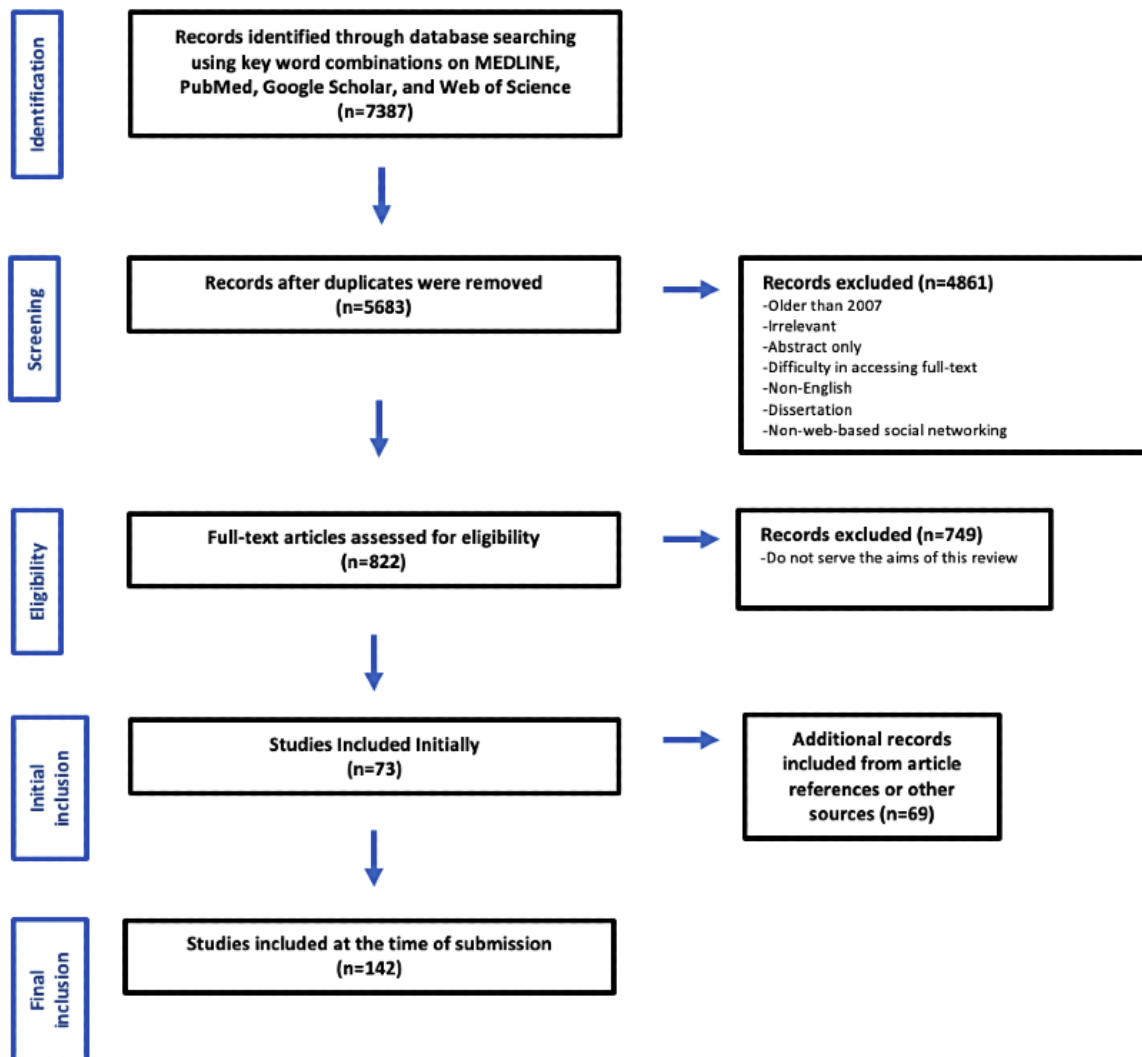 Identification
Records identified through database searching
using key word combinations on MEDLINE,
PubMed, Google Scholar, and Web of Science
(n=7387)
Screening
Records after duplicates were removed
(n=5683)
Records excluded (n=4861)
-Older than 2007
-Irrelevant
-Abstract only
-Difficulty in accessing full-text
-Non-English
-Dissertation
-Non-web-based social networking
Eligibility
Full-text articles assessed for eligibility
(n=822)
Records excluded (n=749)
-Do not serve the aims of this review
Initial
inclusion
Studies Included Initially
(n=73)
Additional records
included from article
references or other
sources (n=69)
Final
inclusion
Studies included at the time of submission
(n=142)